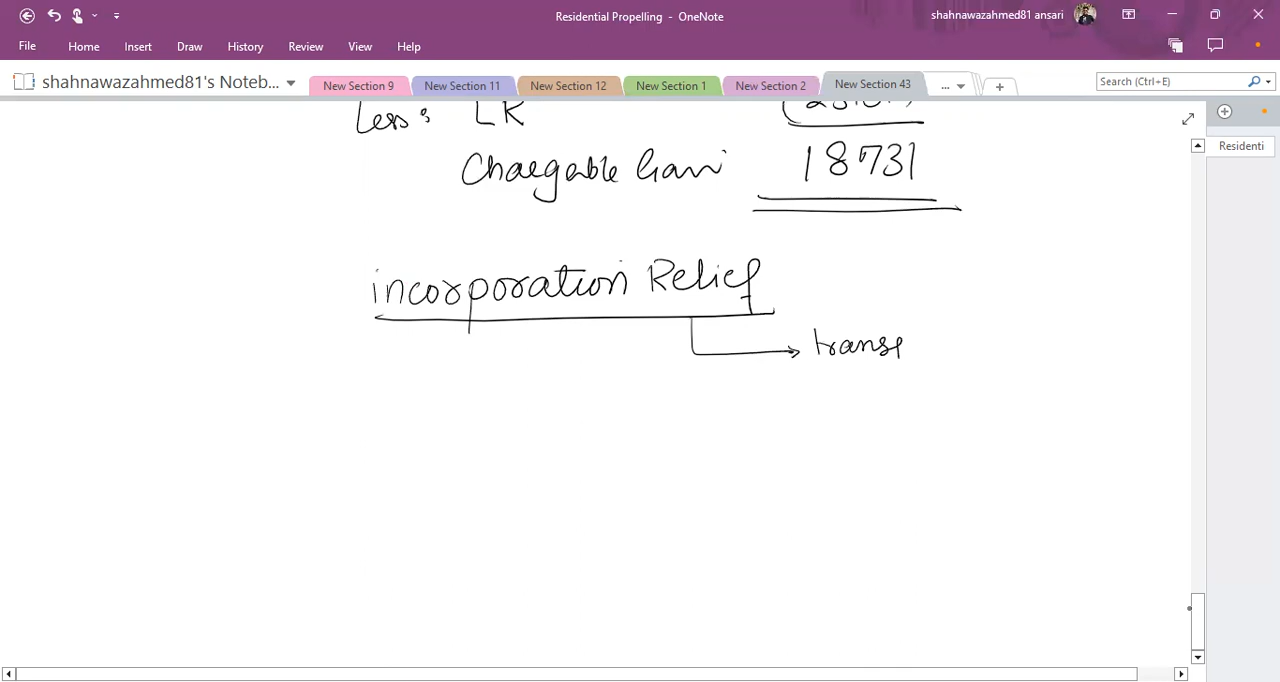 Residential Propelling - OneNote
shahnawazahmed81 ansari
File Home Insert Draw History Review View Help
shahnawazahmed81's Noteb...
New Section 9 New Section 11 New Section 12 New Section 1 New Section 2 New Section 43 ...
Search (Ctrl+E)
Residenti
Less: LR
Chargeable Gain 18731
incorporation Relief
transf